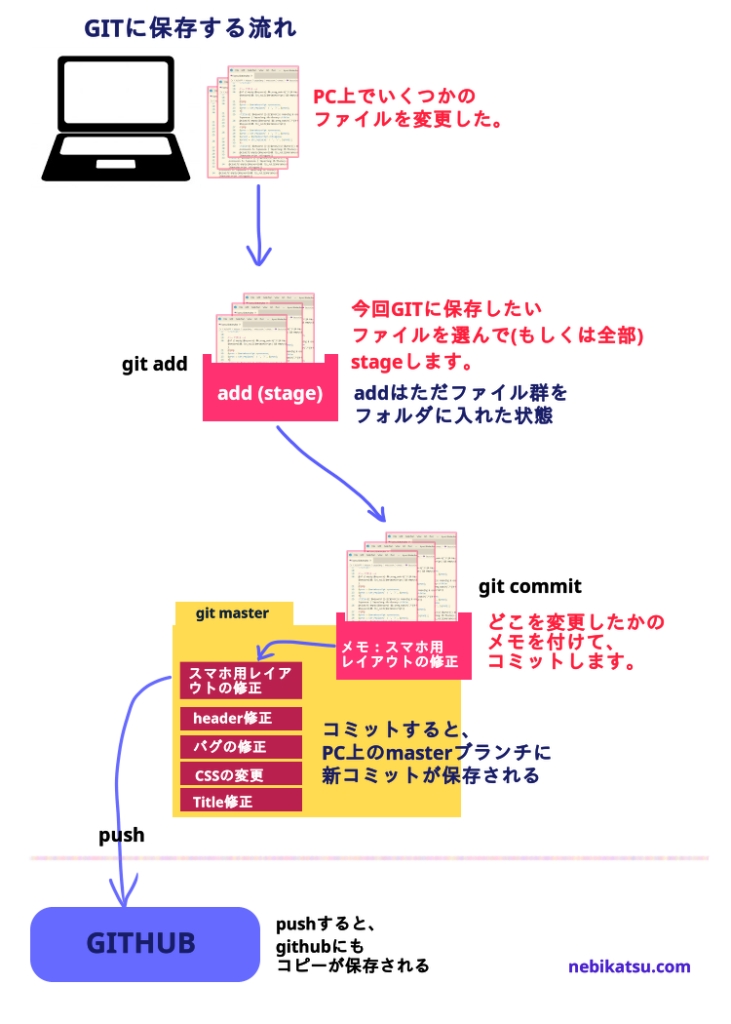 GITに保存する流れ
PC上でいくつかの
ファイルを変更した。
今回GITに保存したい
ファイルを選んで(もしくは全部)
stageします。
git add
add (stage)
addはただファイル群を
フォルダに入れた状態
git commit
どこを変更したかの
メモを付けて、
コミットします。
git master
メモ：スマホ用
レイアウトの修正
スマホ用レイア
ウトの修正
header修正
バグの修正
CSSの変更
Title修正
コミットすると、
PC上のmasterブランチに
新コミットが保存される
push
GITHUB
pushすると、
githubにも
コピーが保存される
nebikatsu.com